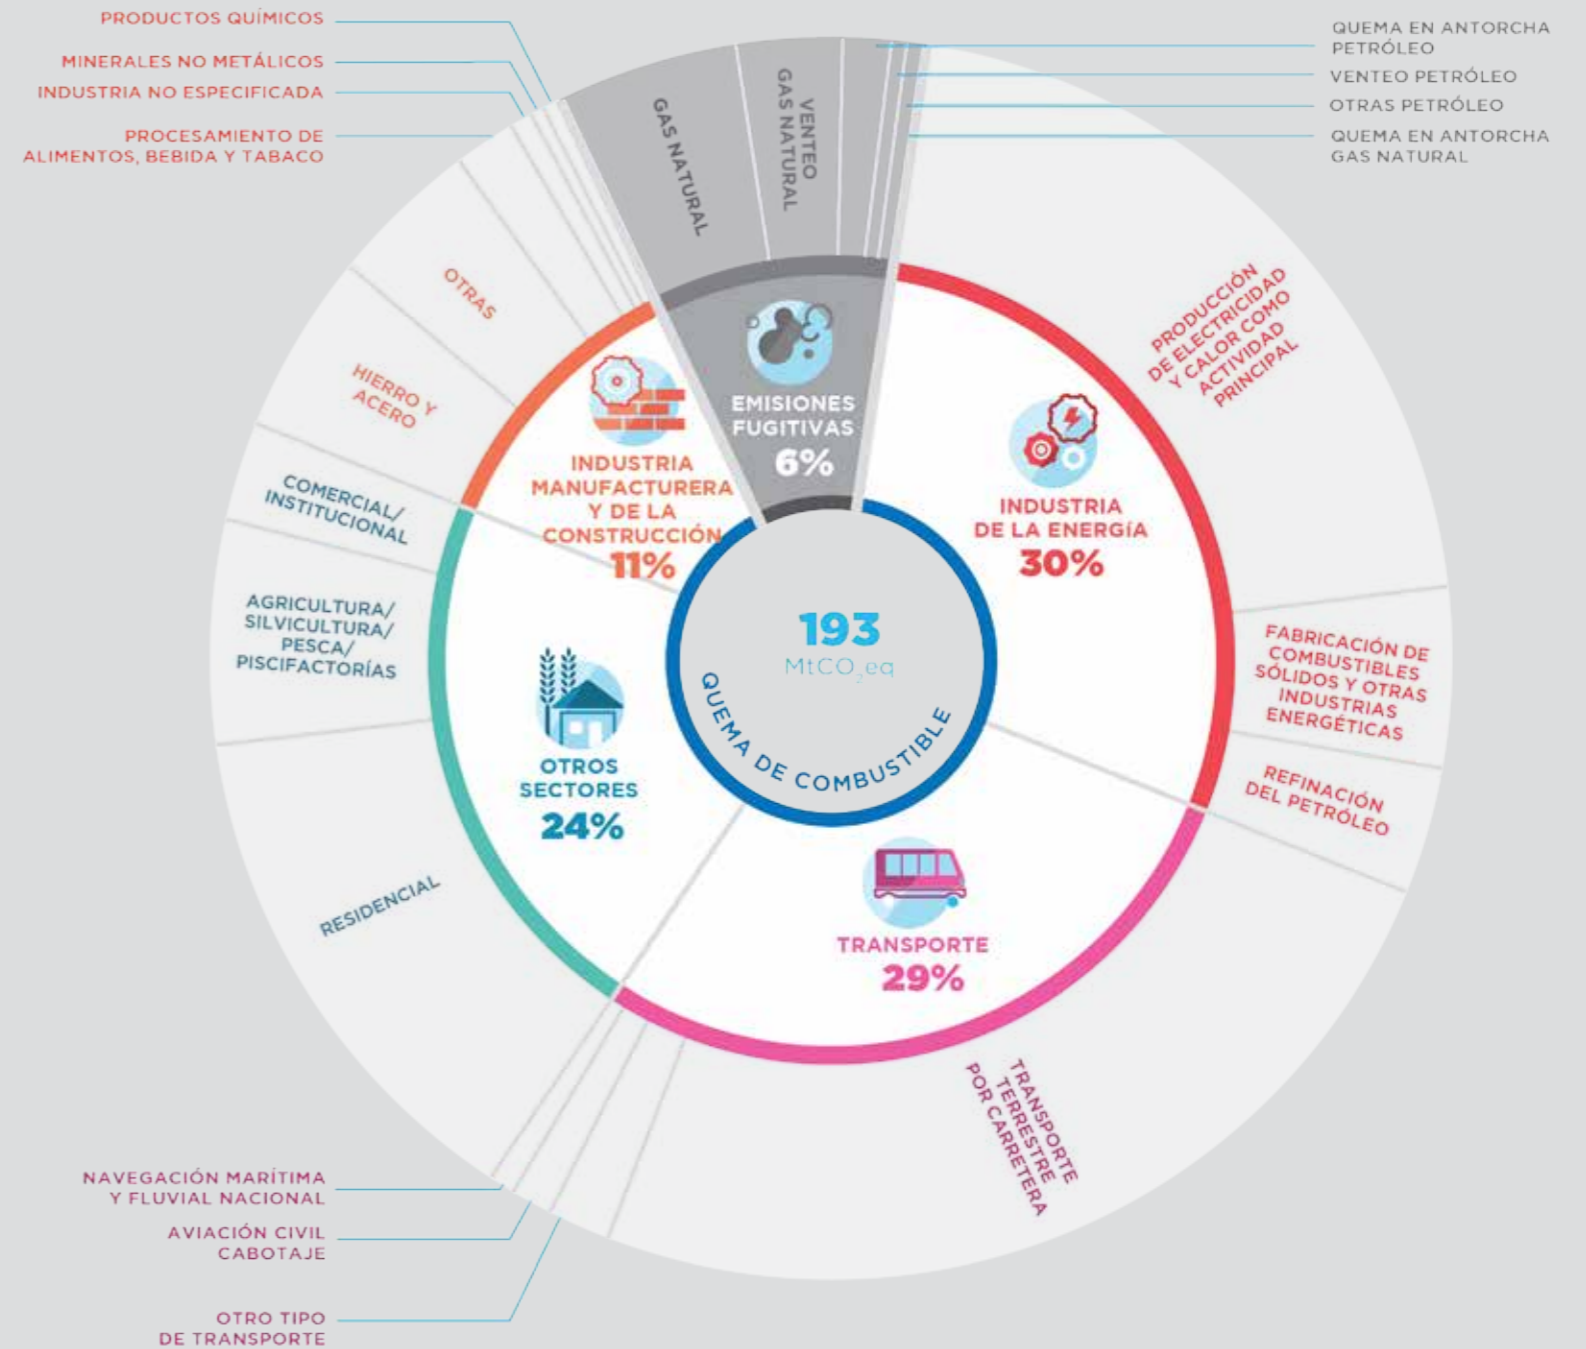 PRODUCTOS QUÍMICOS
MINERALES NO METÁLICOS
INDUSTRIA NO ESPECIFICADA
PROCESAMIENTO DE
ALIMENTOS, BEBIDA Y TABACO
OTRAS
HIERRO Y
ACERO
COMERCIAL/
INSTITUCIONAL
AGRICULTURA/
SILVICULTURA/
PESCA/
PISCIFACTORÍAS
RESIDENCIAL
NAVEGACIÓN MARÍTIMA
Y FLUVIAL NACIONAL
AVIACIÓN CIVIL
CABOTAJE
OTRO TIPO
DE TRANSPORTE
GAS NATURAL
VENTEO
GAS NATURAL
QUEMA EN ANTORCHA
PETRÓLEO
VENTEO PETRÓLEO
OTRAS PETRÓLEO
QUEMA EN ANTORCHA
GAS NATURAL
PRODUCCIÓN
DE ELECTRICIDAD
Y CALOR COMO
ACTIVIDAD
PRINCIPAL
FABRICACIÓN DE
COMBUSTIBLES
SÓLIDOS Y OTRAS
INDUSTRIAS
ENERGÉTICAS
REFINACIÓN
DEL PETRÓLEO
TRANSPORTE
TERRESTRE
POR CARRETERA
EMISIONES
FUGITIVAS
6%
INDUSTRIA
MANUFACTURERA
Y DE LA
CONSTRUCCIÓN
11%
INDUSTRIA
DE LA ENERGÍA
30%
OTROS
SECTORES
24%
TRANSPORTE
29%
193
MtCO₂eq
QUEMA DE COMBUSTIBLE